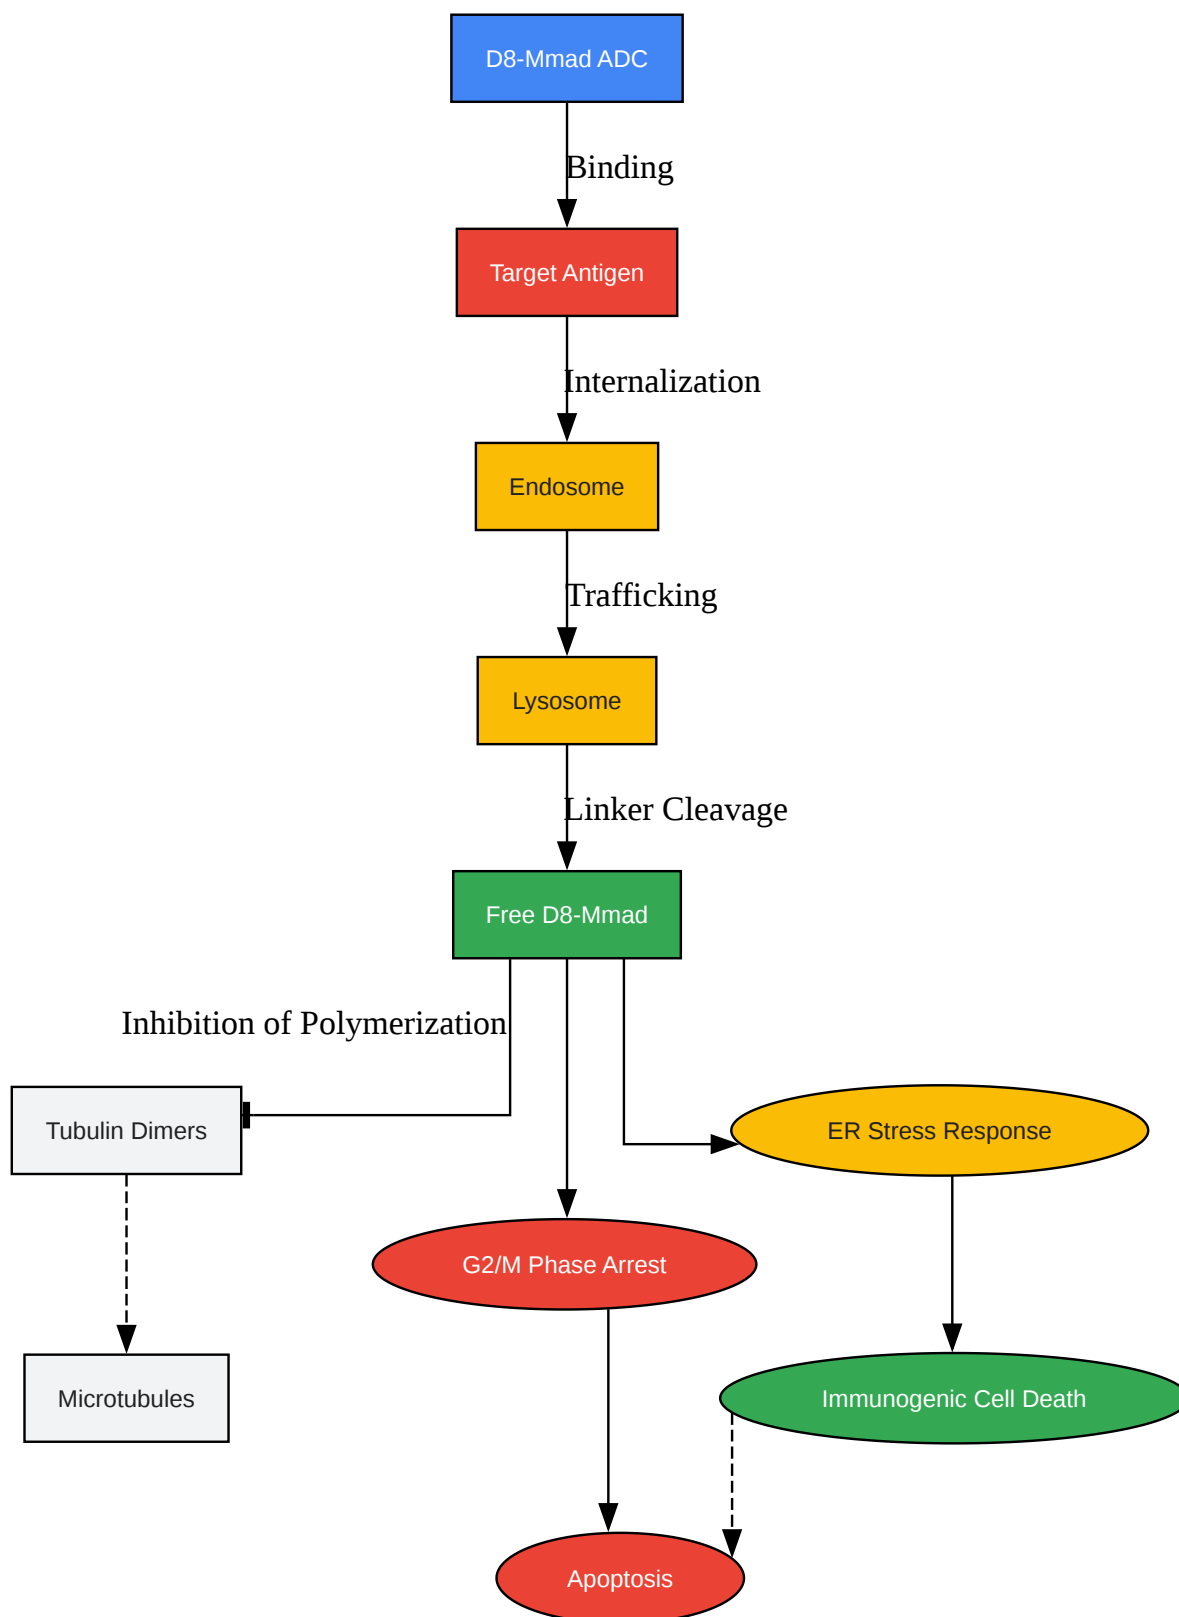 D8-Mmad ADC
Binding
Target Antigen
Internalization
Endosome
Trafficking
Lysosome
Linker Cleavage
Free D8-Mmad
Inhibition of Polymerization
Tubulin Dimers
ER Stress Response
G2/M Phase Arrest
Microtubules
Immunogenic Cell Death
Apoptosis